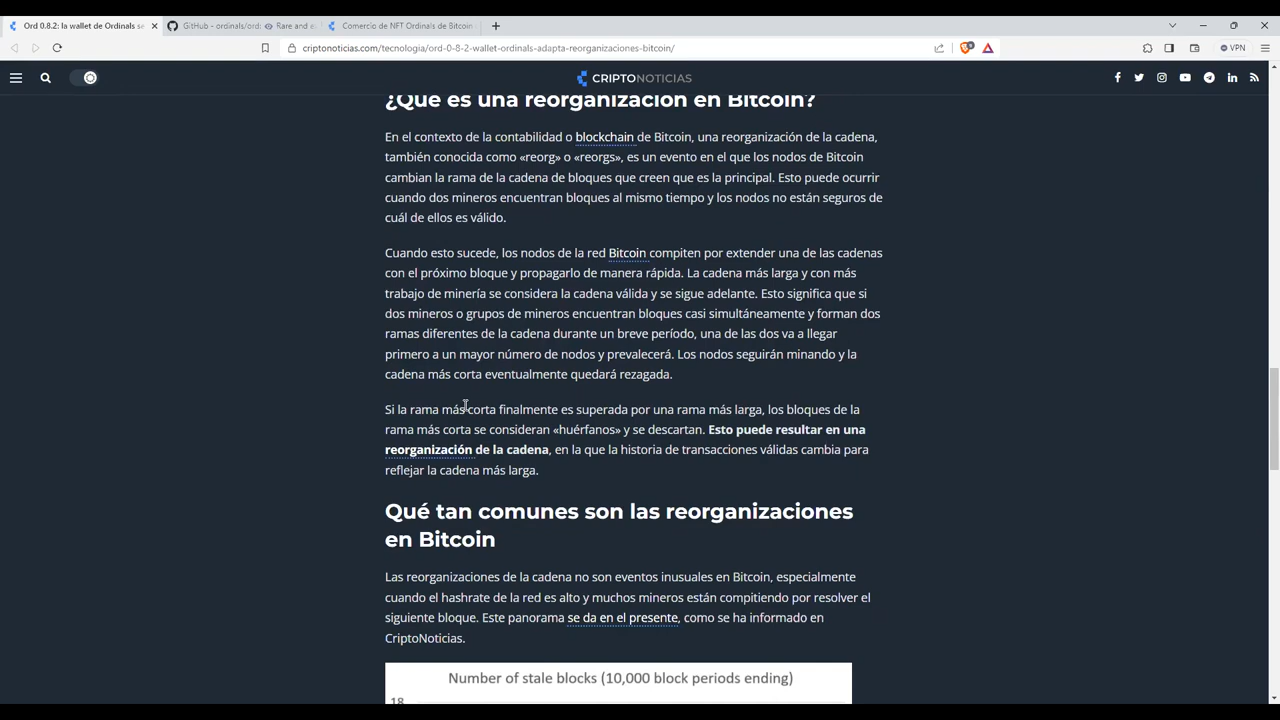 Ord 0.8.2: la wallet de Ordinals se
GitHub - ordinals/ord: Rare and e
Comercio de NFT Ordinals de Bitcoin
criptonoticias.com/tecnologia/ord-0-8-2-wallet-ordinals-adapta-reorganizaciones-bitcoin/
VPN
CRIPTONOTICIAS
¿Qué es una reorganización en Bitcoin?
En el contexto de la contabilidad o blockchain de Bitcoin, una reorganización de la cadena,
también conocida como «reorg» o «reorgs», es un evento en el que los nodos de Bitcoin
cambian la rama de la cadena de bloques que creen que es la principal. Esto puede ocurrir
cuando dos mineros encuentran bloques al mismo tiempo y los nodos no están seguros de
cuál de ellos es válido.
Cuando esto sucede, los nodos de la red Bitcoin compiten por extender una de las cadenas
con el próximo bloque y propagarlo de manera rápida. La cadena más larga y con más
trabajo de minería se considera la cadena válida y se sigue adelante. Esto significa que si
dos mineros o grupos de mineros encuentran bloques casi simultáneamente y forman dos
ramas diferentes de la cadena durante un breve período, una de las dos va a llegar
primero a un mayor número de nodos y prevalecerá. Los nodos seguirán minando y la
cadena más corta eventualmente quedará rezagada.
Si la rama más corta finalmente es superada por una rama más larga, los bloques de la
rama más corta se consideran «huérfanos» y se descartan. Esto puede resultar en una
reorganización de la cadena, en la que la historia de transacciones válidas cambia para
reflejar la cadena más larga.
Qué tan comunes son las reorganizaciones
en Bitcoin
Las reorganizaciones de la cadena no son eventos inusuales en Bitcoin, especialmente
cuando el hashrate de la red es alto y muchos mineros están compitiendo por resolver el
siguiente bloque. Este panorama se da en el presente, como se ha informado en
CriptoNoticias.
Number of stale blocks (10,000 block periods ending)
18